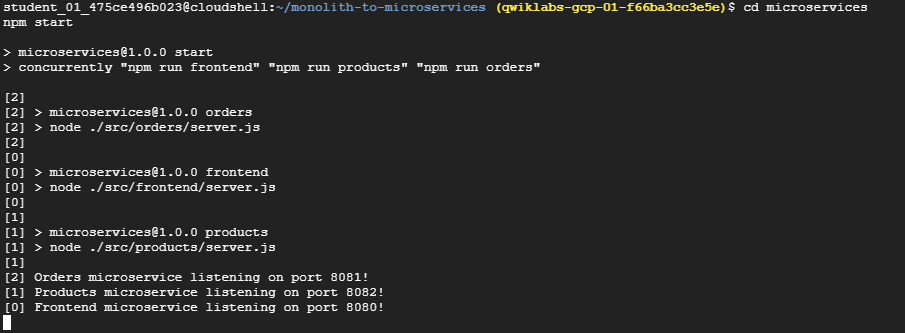 student_01_475ce496b023@cloudshell:~/monolith-to-microservices (qwiklabs-gcp-01-f66ba3cc3e5e)$ cd microservices
npm start
> microservices@1.0.0 start
> concurrently "npm run frontend" "npm run products" "npm run orders"
[2]
[2] > microservices@1.0.0 orders
[2] > node ./src/orders/server.js
[2]
[0]
[0] > microservices@1.0.0 frontend
[0] > node ./src/frontend/server.js
[0]
[1]
[1] > microservices@1.0.0 products
[1] > node ./src/products/server.js
[1]
[2] Orders microservice listening on port 8081!
[1] Products microservice listening on port 8082!
[0] Frontend microservice listening on port 8080!